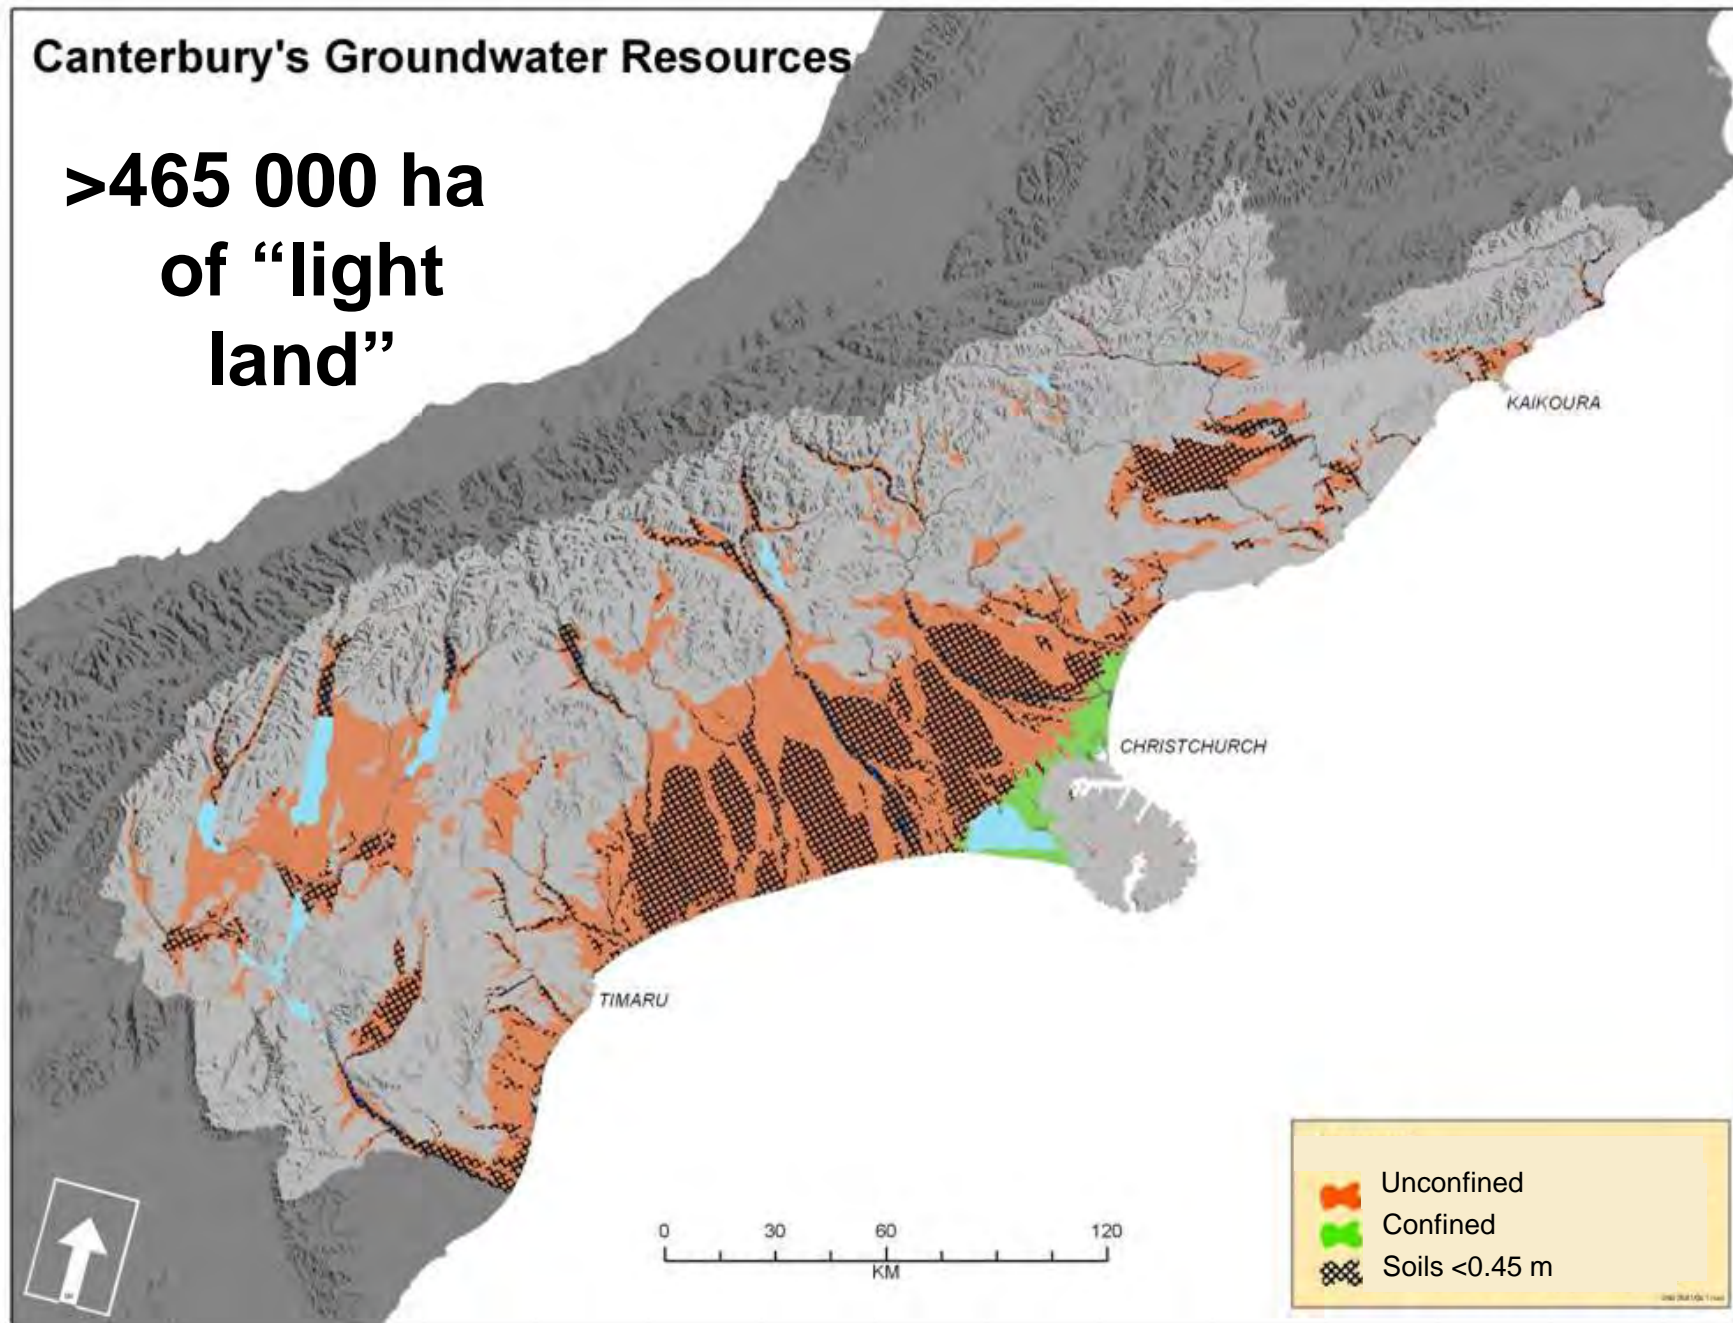 Canterbury's Groundwater Resources
>465 000 ha
of “light
land”
KAIKOURA
CHRISTCHURCH
TIMARU
0 30 60 120
KM
Unconfined
Confined
Soils <0.45 m